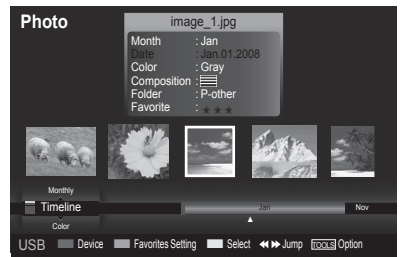 Photo
image_1.jpg
Month : Jan
Date : Jan.01.2008
Color : Gray
Composition :
Folder : P-other
Favorite : ★★★
Monthly
Timeline Jan Nov
Color
USB Device Favorites Setting Select Jump TOOLS Option